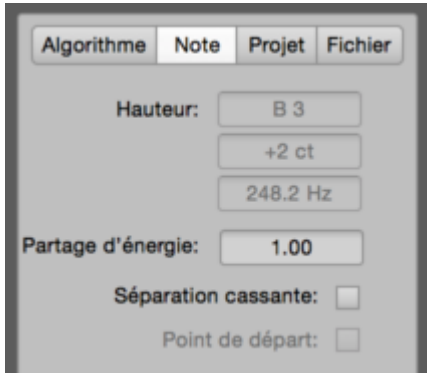 Algorithme Note Projet Fichier
Hauteur: B 3
+2 ct
248.2 Hz
Partage d'énergie: 1.00
Séparation cassante:
Point de départ: